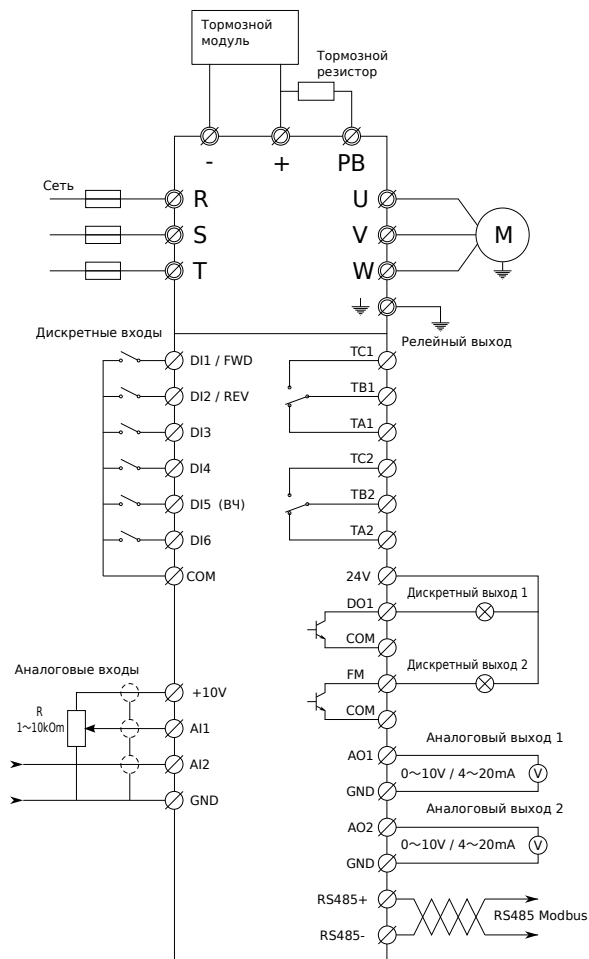 Тормозной
модуль
Тормозной
резистор
- + PB
Сеть
R
U
S
V
M
T
W
Дискретные входы
Релейный выход
DI1 / FWD
TC1
DI2 / REV
TB1
DI3
TA1
DI4
TC2
DI5 (ВЧ)
TB2
DI6
TA2
COM
24V
DO1
Дискретный выход 1
COM
FM
Дискретный выход 2
COM
Аналоговые входы
+10V
R
1~10kOm
AI1
AI2
GND
Аналоговый выход 1
AO1
0~10V / 4~20mA
V
GND
Аналоговый выход 2
AO2
0~10V / 4~20mA
V
GND
RS485+
RS485 Modbus
RS485-